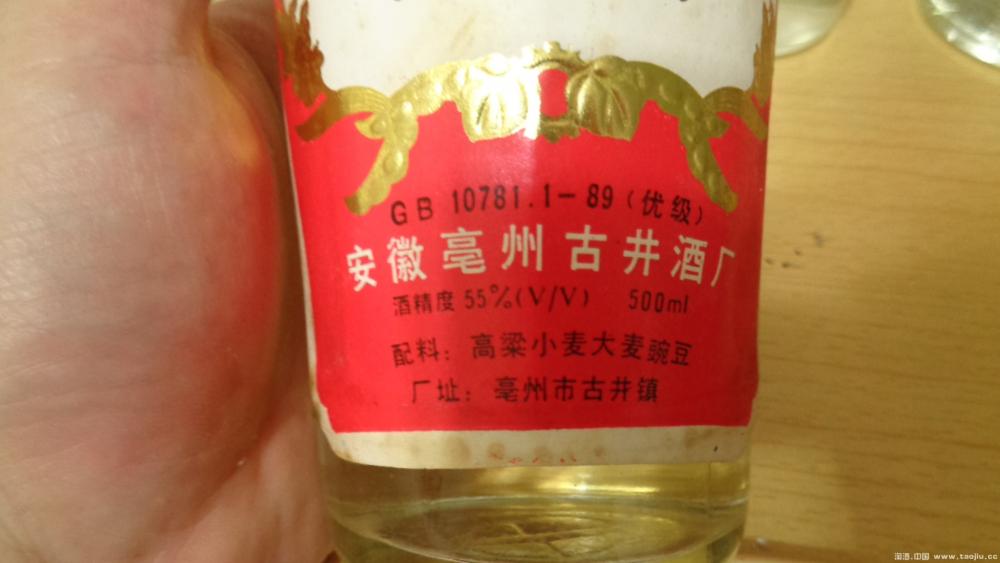 GB 10781.1-89（优级）
安徽亳州古井酒厂
酒精度 55%(V/V) 500ml
配料：高梁小麦大麦豌豆
厂址：亳州市古井镇
淘酒.中国 www.taojiu.cc